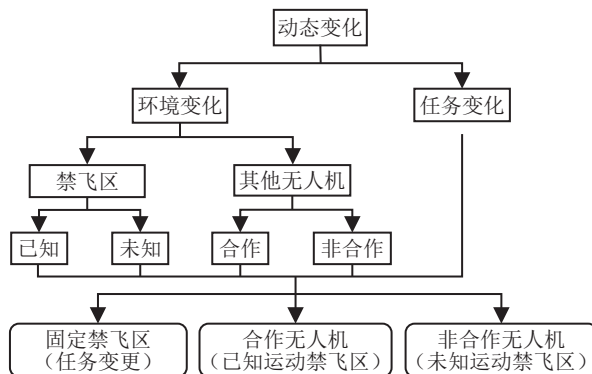 动态变化
环境变化
任务变化
禁飞区
其他无人机
已知
未知
合作
非合作
固定禁飞区
（任务变更）
合作无人机
（已知运动禁飞区）
非合作无人机
（未知运动禁飞区）